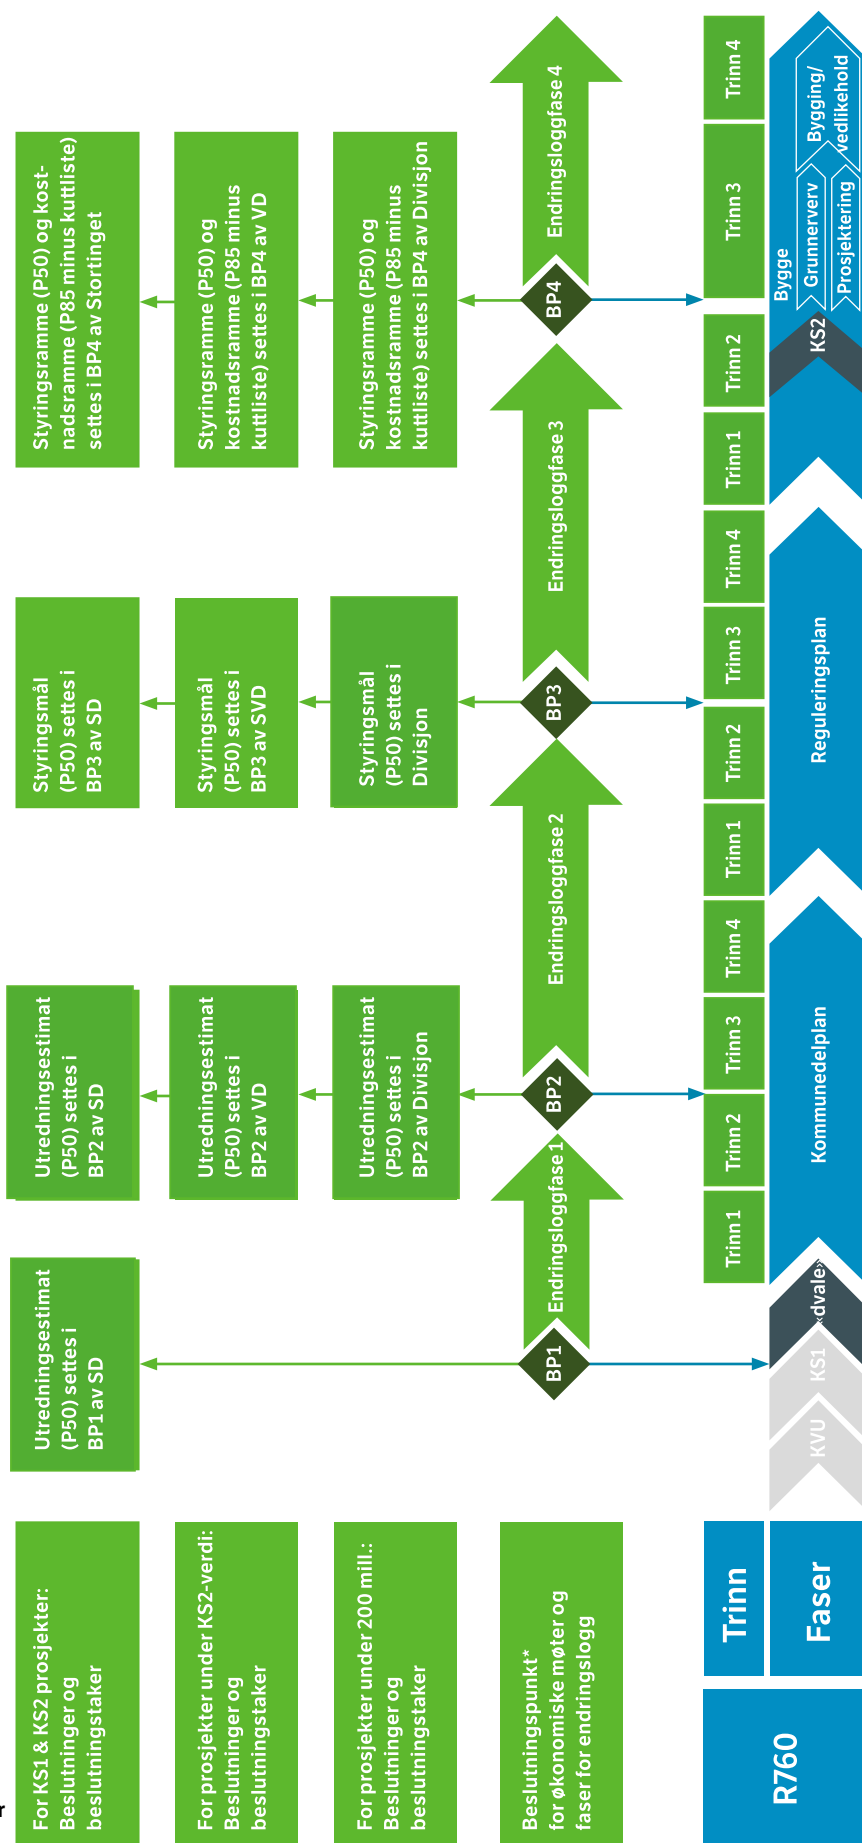 For KS1 & KS2 prosjekter:
Beslutninger og
beslutningstaker
Utredningsestimat
(P50) settes i
BP1 av SD
Utredningsestimat
(P50) settes i
BP2 av SD
Styringsmål
(P50) settes i
BP3 av SD
Styringsramme (P50) og kost-
nadsramme (P85 minus kuttliste)
settes i BP4 av Stortinget
For prosjekter under KS2-verdi:
Beslutninger og
beslutningstaker
Utredningsestimat
(P50) settes i
BP2 av VD
Styringsmål
(P50) settes i
BP3 av SVD
Styringsramme (P50) og
kostnadsramme (P85 minus
kuttliste) settes i BP4 av VD
For prosjekter under 200 mill.:
Beslutninger og
beslutningstaker
Utredningsestimat
(P50) settes i
BP2 av Divisjon
Styringsmål
(P50) settes i
Divisjon
Styringsramme (P50) og
kostnadsramme (P85 minus
kuttliste) settes i BP4 av Divisjon
Beslutningspunkt*
for økonomiske møter og
faser for endringslogg
BP1
Endringsloggfase 1
BP2
Endringsloggfase 2
BP3
Endringsloggfase 3
BP4
Endringsloggfase 4
R760
Trinn
Trinn 1
Trinn 2
Trinn 3
Trinn 4
Trinn 1
Trinn 2
Trinn 3
Trinn 4
Trinn 1
Trinn 2
Trinn 3
Trinn 4
Faser
KVU
KS1
«dvale»
Kommunedelplan
Reguleringsplan
KS2
Bygge
Grunnerverv
Prosjektering
Bygging/
vedlikehold